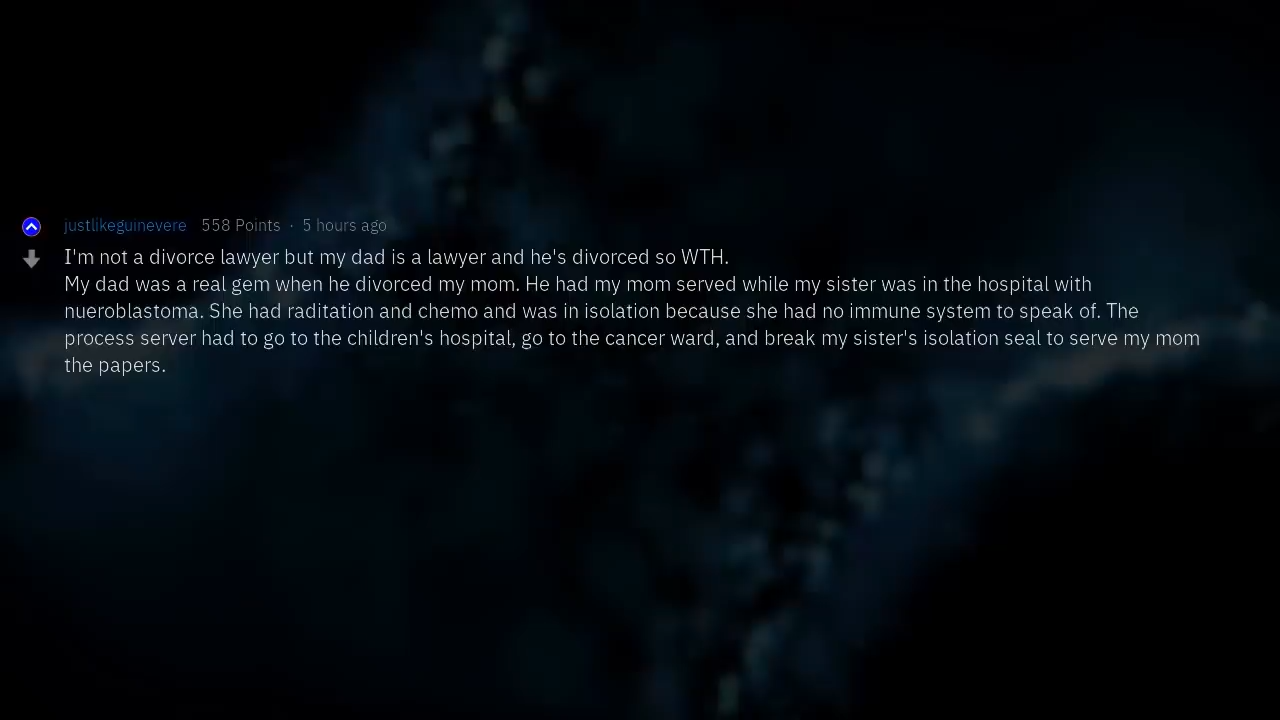 justlikeguinevere 558 Points · 5 hours ago
I'm not a divorce lawyer but my dad is a lawyer and he's divorced so WTH.
My dad was a real gem when he divorced my mom. He had my mom served while my sister was in the hospital with
nueroblastoma. She had raditation and chemo and was in isolation because she had no immune system to speak of. The
process server had to go to the children's hospital, go to the cancer ward, and break my sister's isolation seal to serve my mom
the papers.